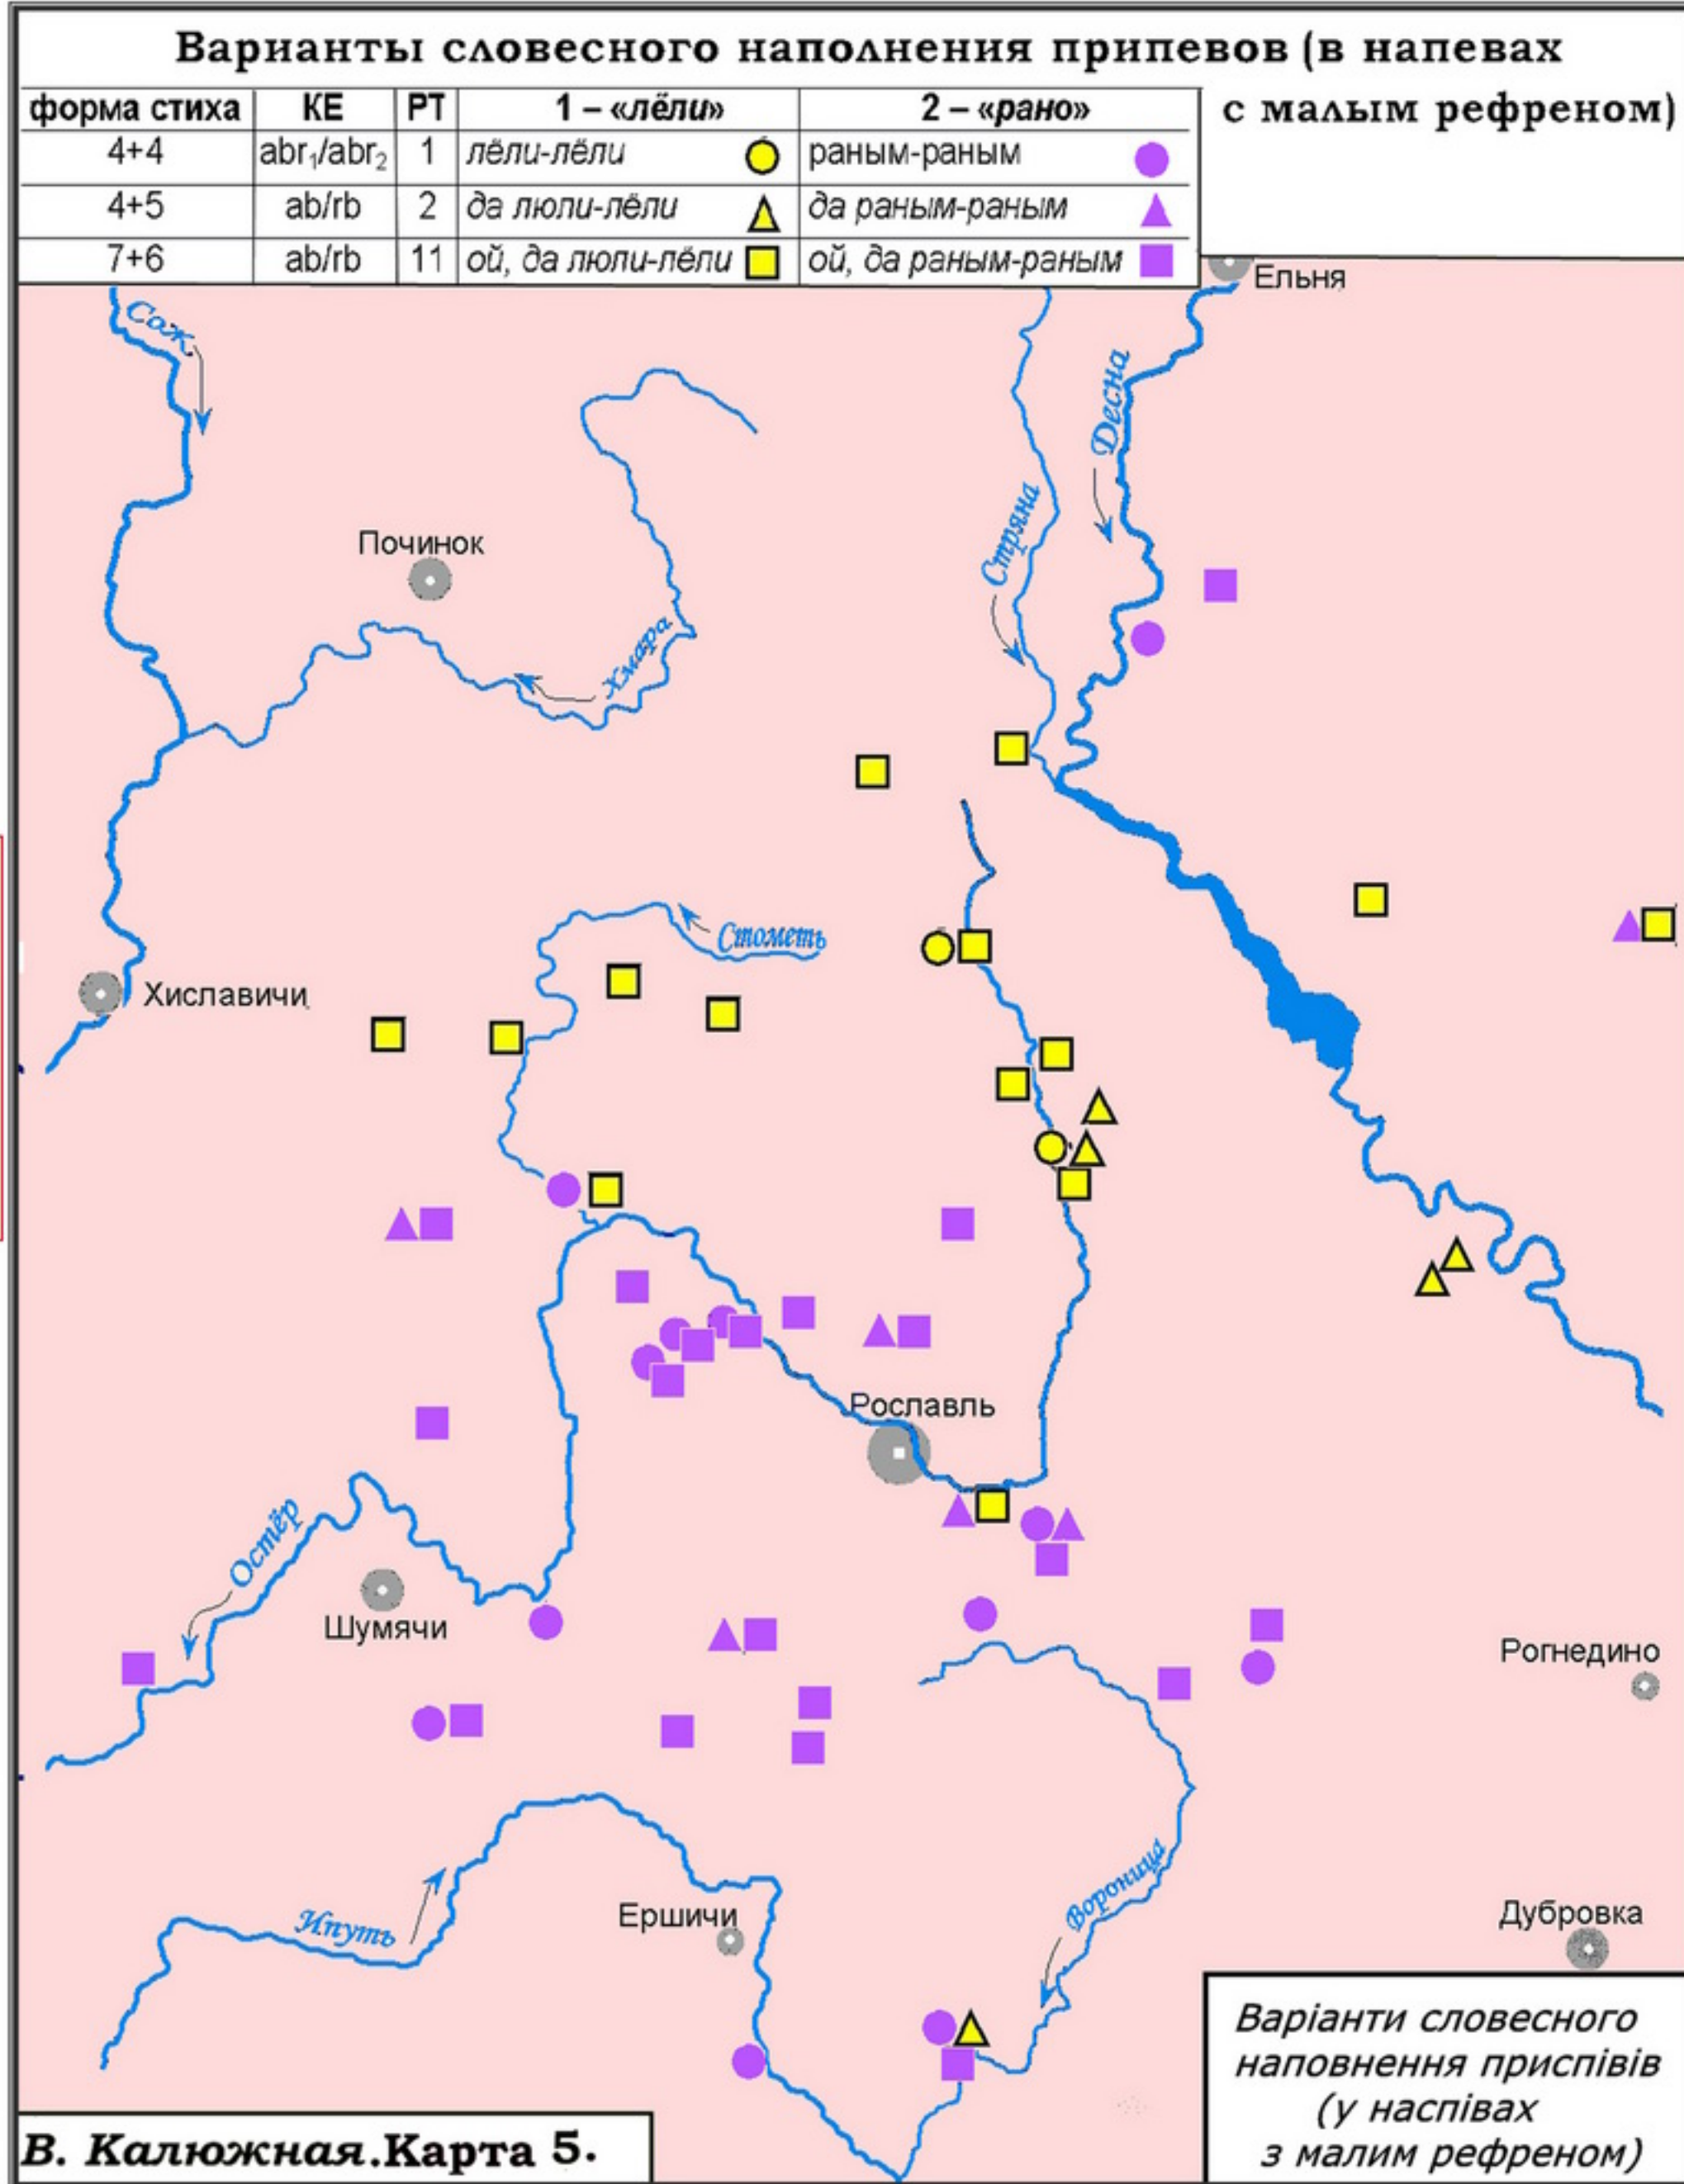 Варианты словесного наполнения припевов (в напевах
с малым рефреном)
форма стиха КЕ РТ 1 – «лёли» 2 – «рано»
4+4 abr₁/abr₂ 1 лёли-лёли раным-раным
4+5 ab/rb 2 да люли-лёли да раным-раным
7+6 ab/rb 11 ой, да люли-лёли ой, да раным-раным
Ельня
Сож
Десна
Стряна
Починок
Хмара
Стометь
Хиславичи
Рославль
Остёр
Шумячи
Рогнедино
Вороница
Ипуть
Ершичи
Дубровка
Варіанти словесного
наповнення приспівів
(у наспівах
з малим рефреном)
В. Калюжная.Карта 5.